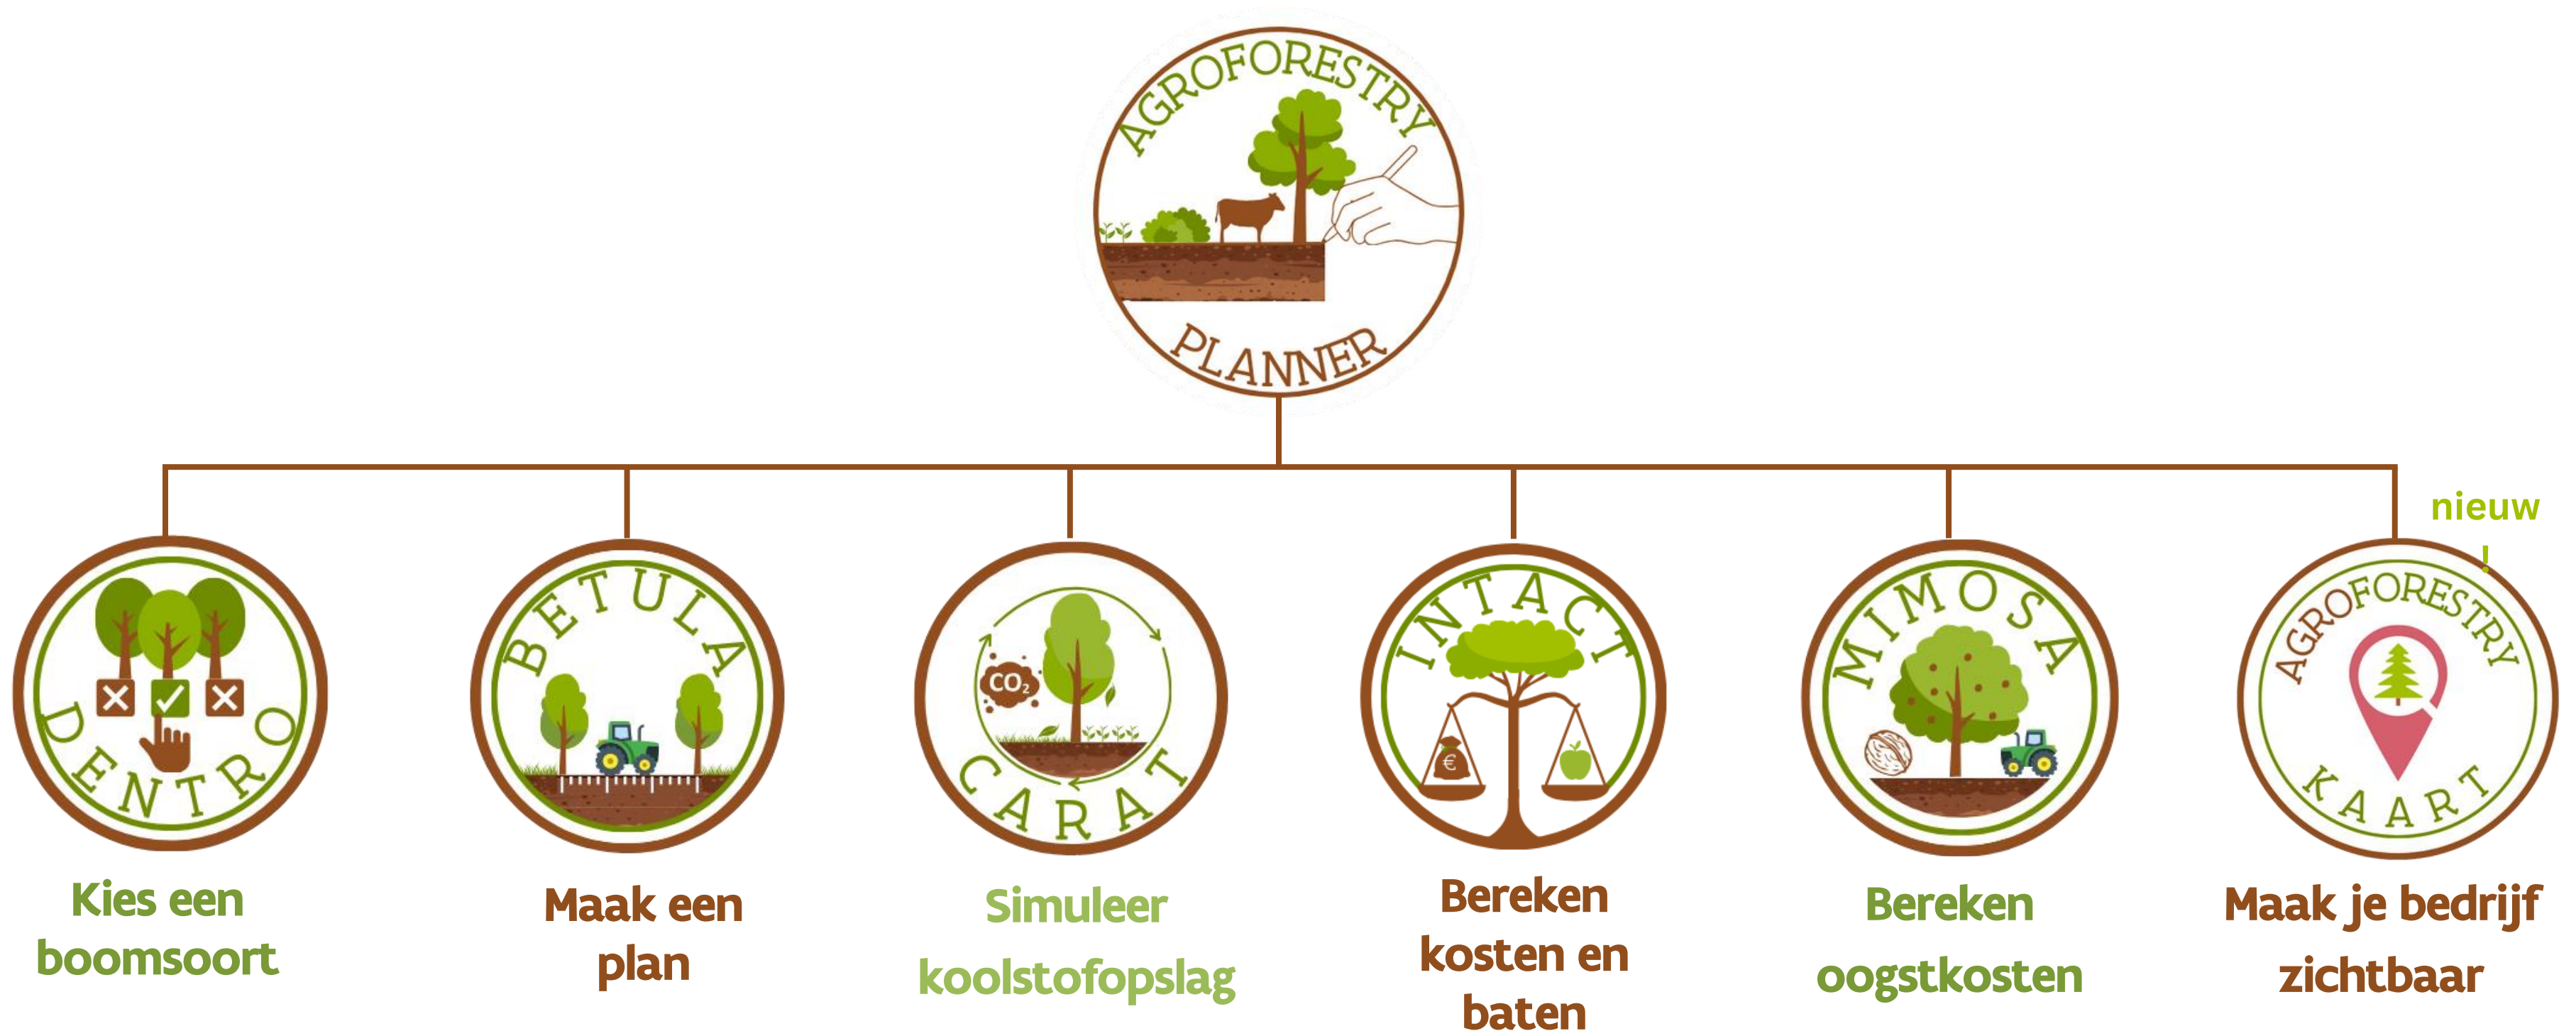 AGROFORESTRY
PLANNER
nieuw
!
DENTRO
Kies een
boomsoort
BETULA
Maak een
plan
CO₂
CARAT
Simuleer
koolstofopslag
INTACT
€
Bereken
kosten en
baten
MIMOSA
Bereken
oogstkosten
AGROFORESTRY
KAART
Maak je bedrijf
zichtbaar